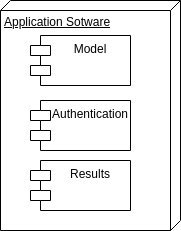 Application Sotware
Model
Authentication
Results